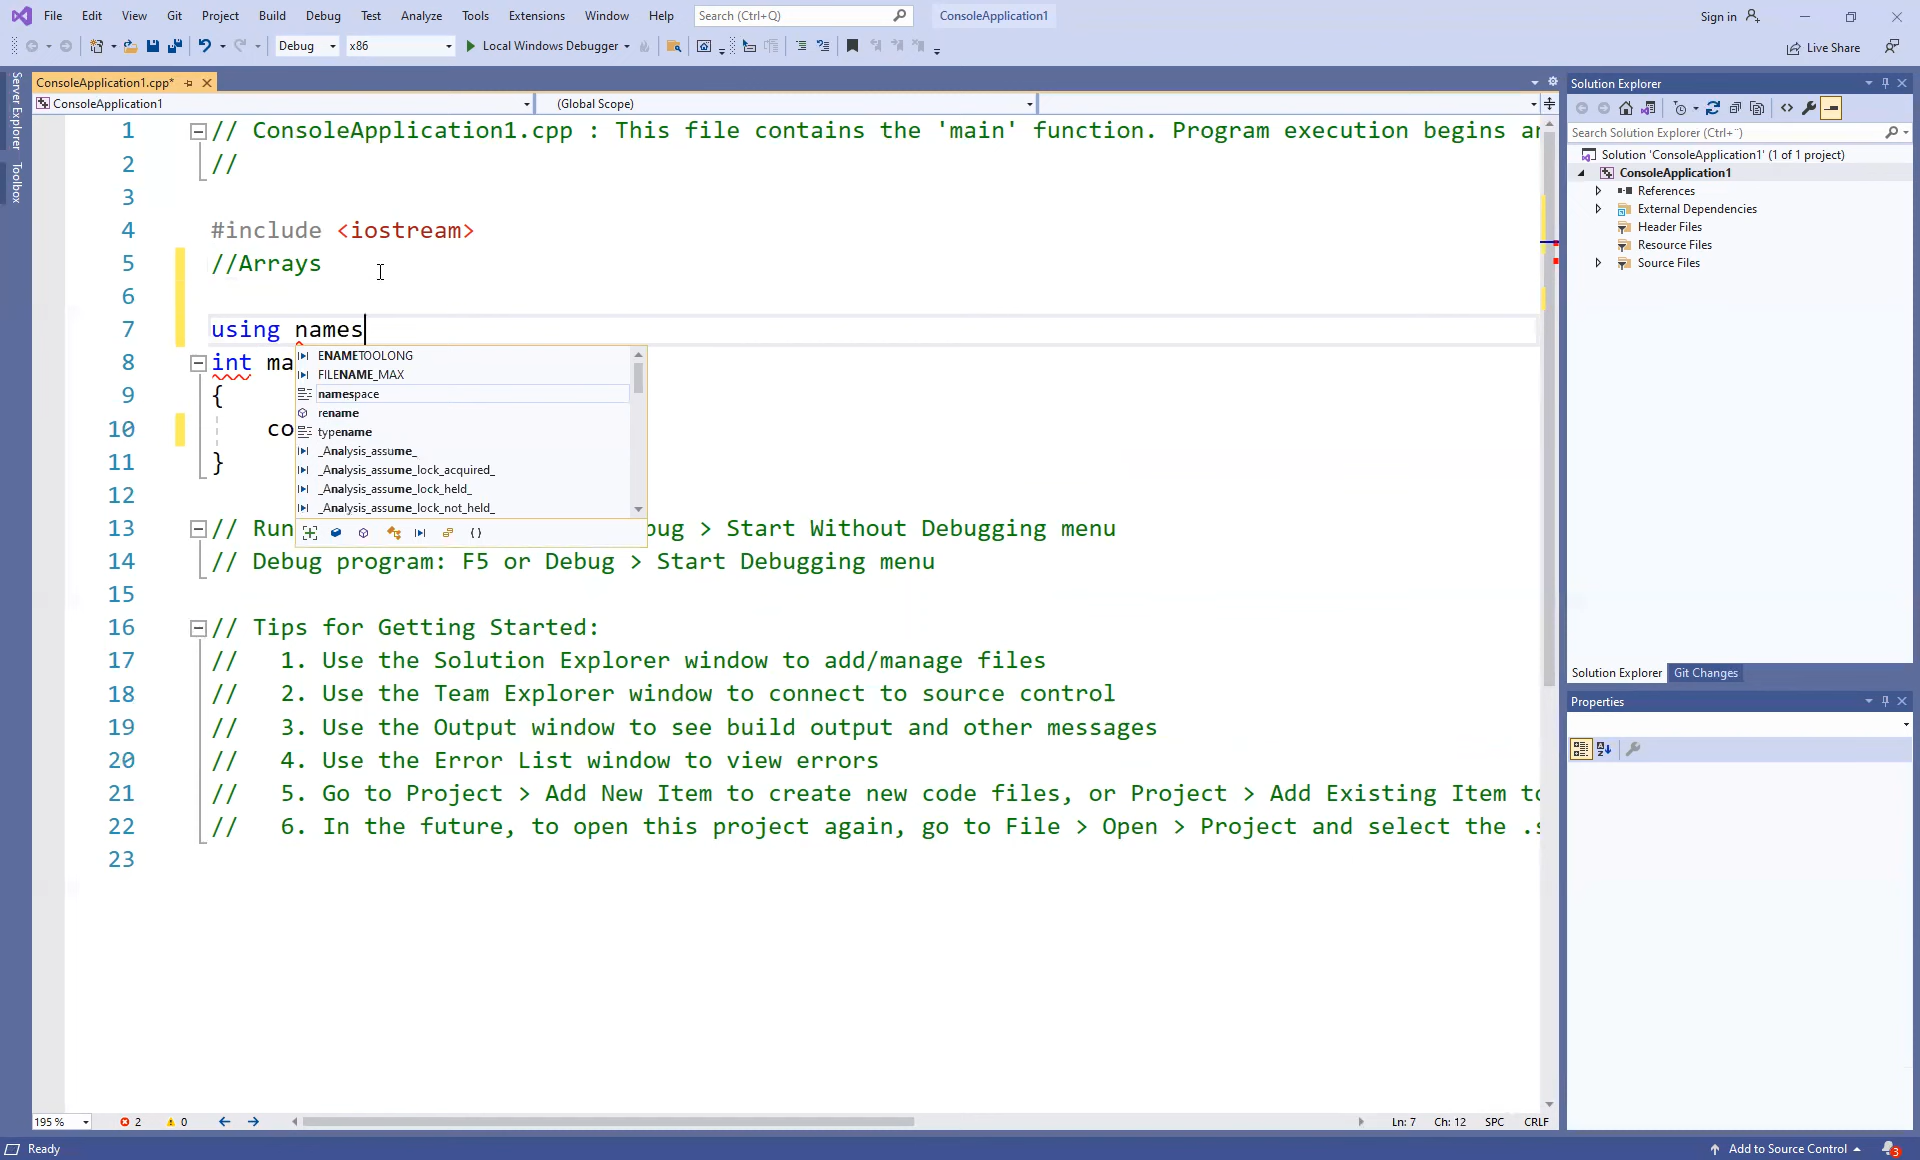 File Edit View Git Project Build Debug Test Analyze Tools Extensions Window Help Search (Ctrl+Q) ConsoleApplication1 Sign in
Debug x86 Local Windows Debugger Live Share
Server Explorer
Toolbox
ConsoleApplication1.cpp*
ConsoleApplication1 (Global Scope)
1 // ConsoleApplication1.cpp : This file contains the 'main' function. Program execution begins an
2 //
3
4 #include <iostream>
5 //Arrays
6
7 using names
8 int ma
9 {
10 co
11 }
12
13 // Run bug > Start Without Debugging menu
14 // Debug program: F5 or Debug > Start Debugging menu
15
16 // Tips for Getting Started:
17 // 1. Use the Solution Explorer window to add/manage files
18 // 2. Use the Team Explorer window to connect to source control
19 // 3. Use the Output window to see build output and other messages
20 // 4. Use the Error List window to view errors
21 // 5. Go to Project > Add New Item to create new code files, or Project > Add Existing Item to
22 // 6. In the future, to open this project again, go to File > Open > Project and select the .s
23
ENAMETOOLONG
FILENAME_MAX
namespace
rename
typename
_Analysis_assume_
_Analysis_assume_lock_acquired_
_Analysis_assume_lock_held_
_Analysis_assume_lock_not_held_
Solution Explorer
Search Solution Explorer (Ctrl+¨)
Solution 'ConsoleApplication1' (1 of 1 project)
ConsoleApplication1
References
External Dependencies
Header Files
Resource Files
Source Files
Solution Explorer Git Changes
Properties
195 % 2 0 Ln: 7 Ch: 12 SPC CRLF
Ready Add to Source Control 3